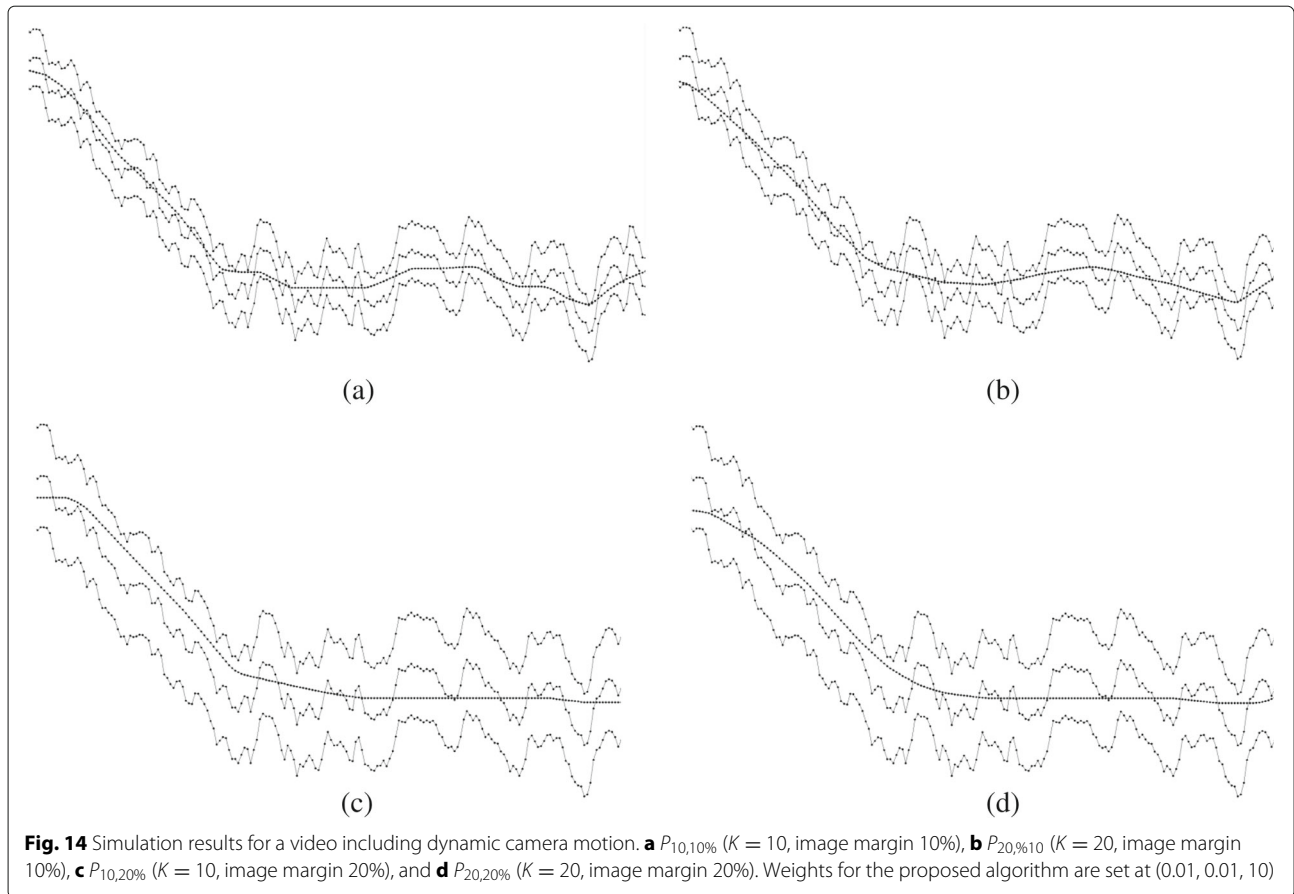 (a)
(b)
(c)
(d)
Fig. 14 Simulation results for a video including dynamic camera motion. a P10,10% (K = 10, image margin 10%), b P20,%10 (K = 20, image margin
10%), c P10,20% (K = 10, image margin 20%), and d P20,20% (K = 20, image margin 20%). Weights for the proposed algorithm are set at (0.01, 0.01, 10)